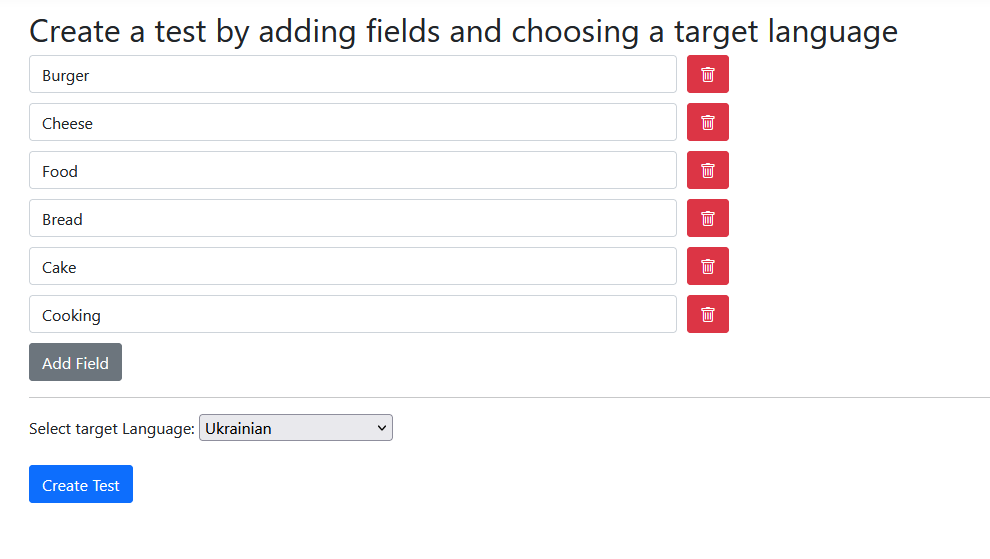 Create a test by adding fields and choosing a target language
Burger
Cheese
Food
Bread
Cake
Cooking
Add Field
Select target Language: Ukrainian
Create Test